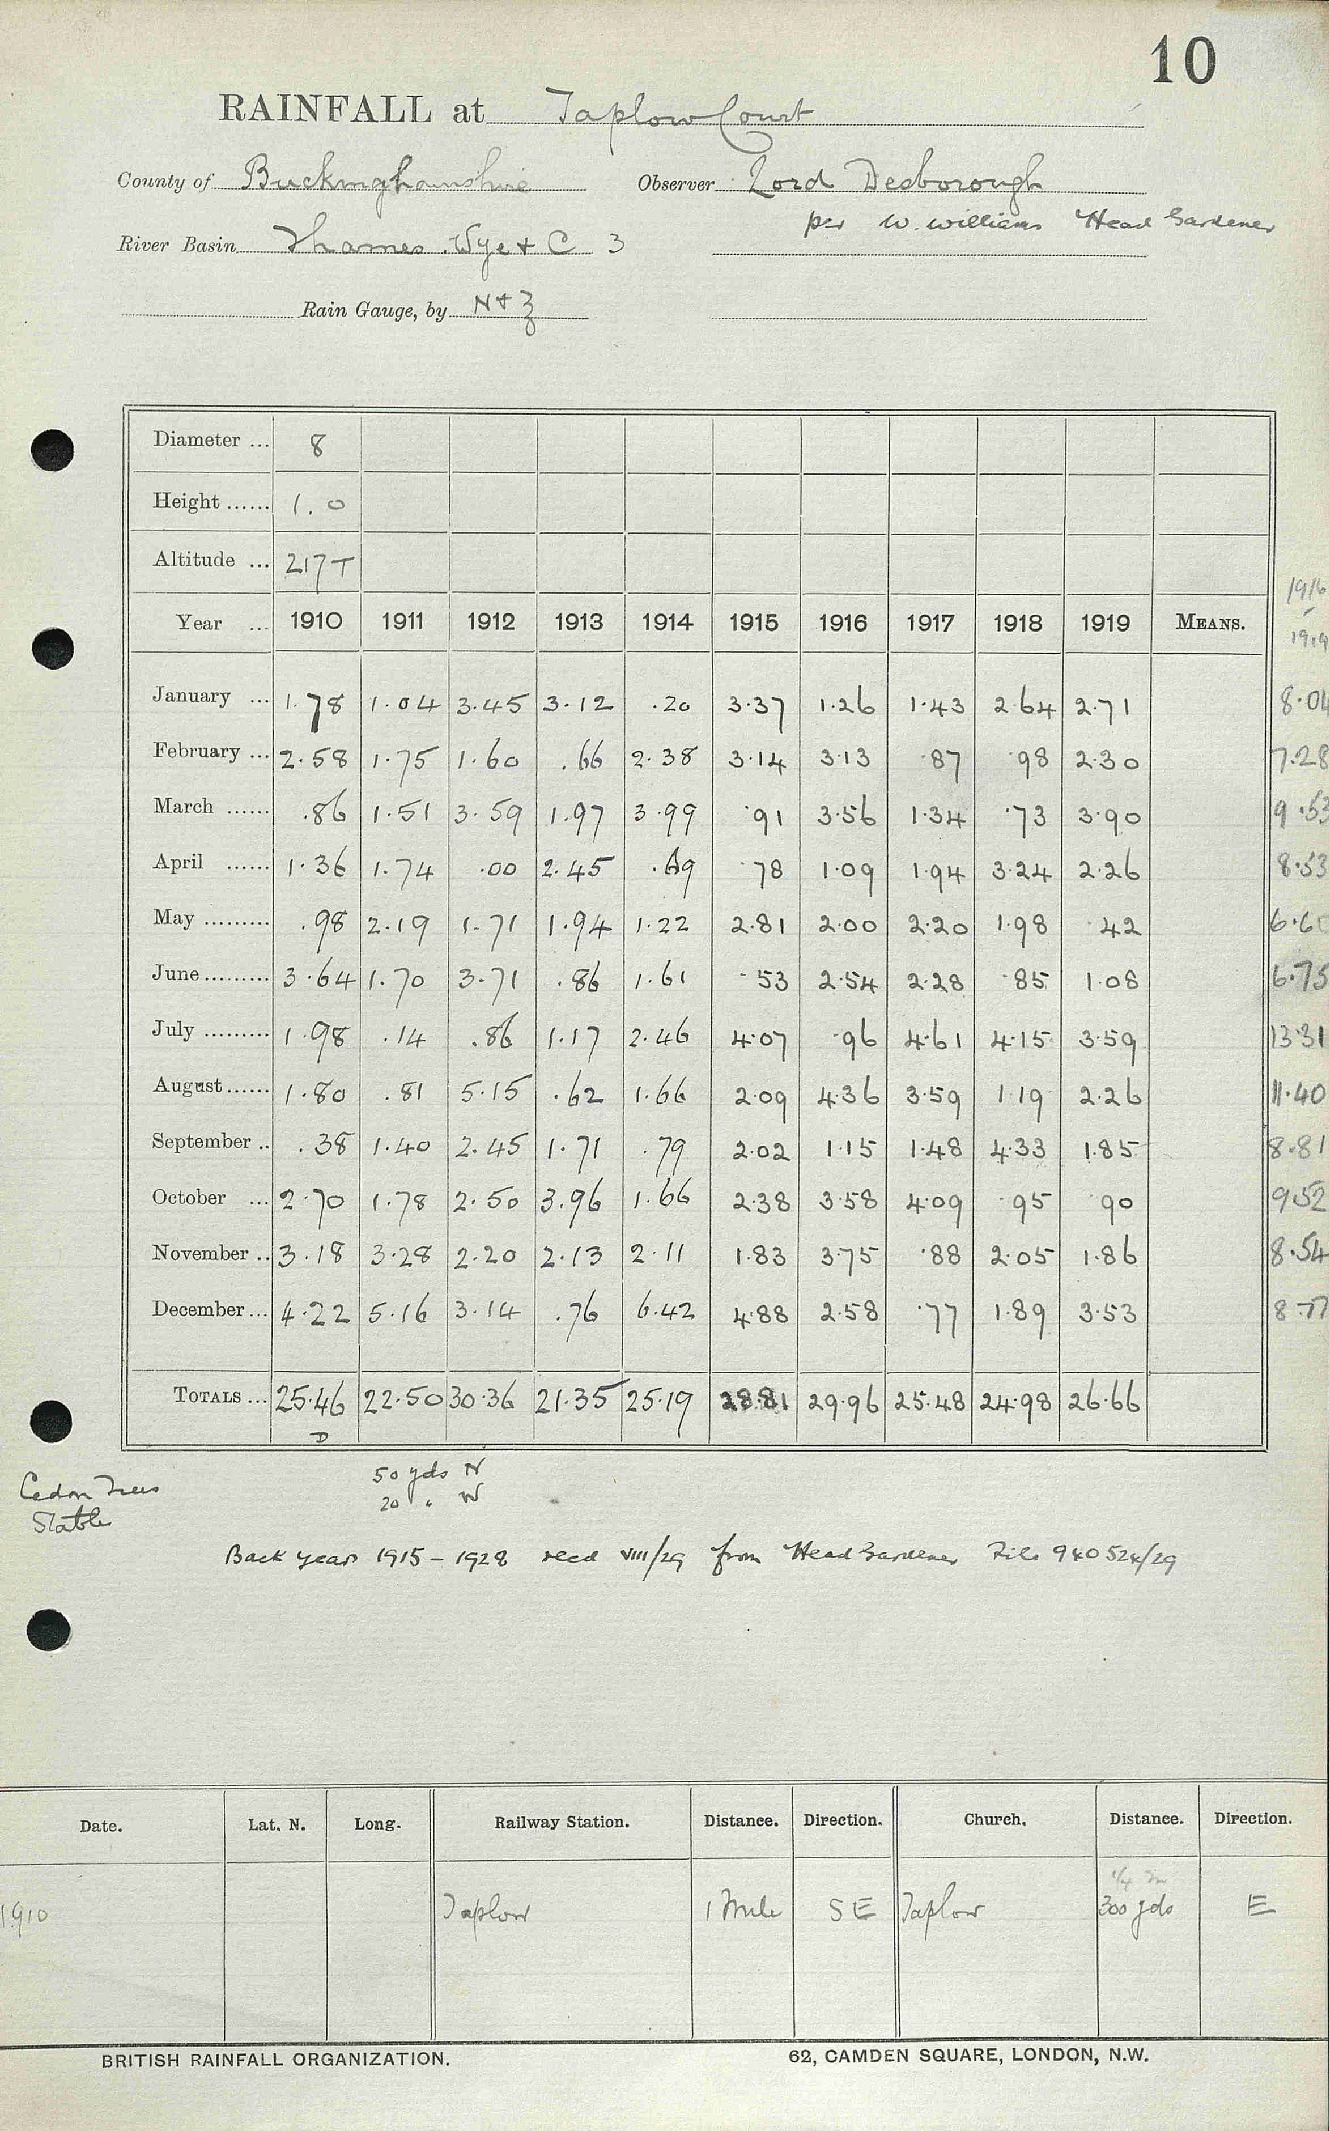 10
RAINFALL at Taplow Court
County of Buckinghamshire Observer Lord Desborough
per W. Williams Head Gardener
River Basin Thames. Wye & C 3
Rain Gauge, by N & Z
Diameter ... 8
Height ...... 1.0
Altitude ... 217T
Year ... 1910 1911 1912 1913 1914 1915 1916 1917 1918 1919 MEANS. 1916 - 1919
January ... 1.78 1.04 3.45 3.12 .20 3.37 1.26 1.43 2.64 2.71 8.04
February ... 2.58 1.75 1.60 .66 2.38 3.14 3.13 .87 .98 2.30 7.28
March ...... .86 1.51 3.59 1.97 3.99 .91 3.56 1.34 .73 3.90 9.53
April ...... 1.36 1.74 .00 2.45 .69 .78 1.09 1.94 3.24 2.26 8.53
May ......... .98 2.19 1.71 1.94 1.22 2.81 2.00 2.20 1.98 .42 6.60
June ......... 3.64 1.70 3.71 .86 1.61 .53 2.54 2.28 .85 1.08 6.75
July ......... 1.98 .14 .86 1.17 2.46 4.07 .96 4.61 4.15 3.59 13.31
August ...... 1.80 .81 5.15 .62 1.66 2.09 4.36 3.59 1.19 2.26 11.40
September .. .38 1.40 2.45 1.71 .79 2.02 1.15 1.48 4.33 1.85 8.81
October ... 2.70 1.78 2.50 3.96 1.66 2.38 3.58 4.09 .95 .90 9.52
November .. 3.18 3.28 2.20 2.13 2.11 1.83 3.75 .88 2.05 1.86 8.54
December ... 4.22 5.16 3.14 .76 6.42 4.88 2.58 .77 1.89 3.53 8.77
TOTALS ... 25.46 22.50 30.36 21.35 25.19 28.81 29.96 25.48 24.98 26.66
D
Cedar Trees 50 yds N
Stable 20 " W
Back years 1915 - 1928 recd VIII/29 from Head Gardener File 940524/29
Date. Lat. N. Long. Railway Station. Distance. Direction. Church. Distance. Direction.
1/4 m
1910 Taplow 1 Mile SE Taplow 300 yds E
BRITISH RAINFALL ORGANIZATION. 62, CAMDEN SQUARE, LONDON, N.W.